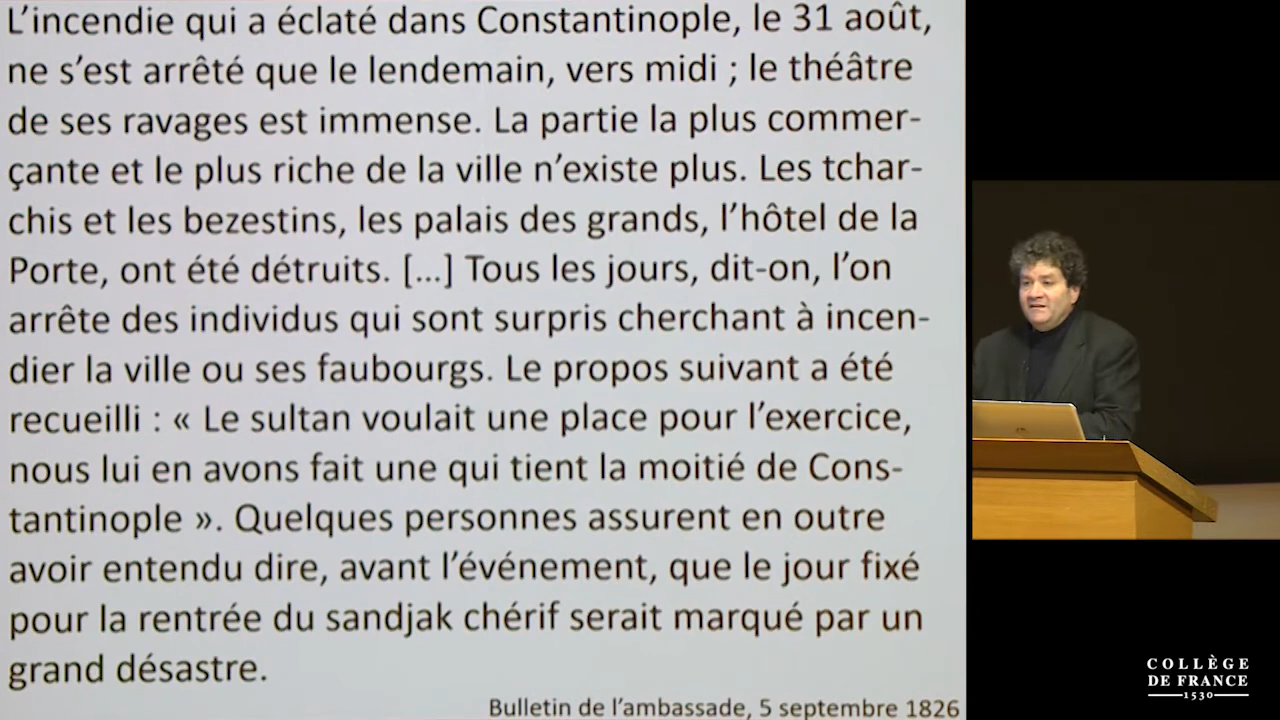 L’incendie qui a éclaté dans Constantinople, le 31 août,
ne s’est arrêté que le lendemain, vers midi ; le théâtre
de ses ravages est immense. La partie la plus commer-
çante et le plus riche de la ville n’existe plus. Les tchar-
chis et les bezestins, les palais des grands, l’hôtel de la
Porte, ont été détruits. [...] Tous les jours, dit-on, l’on
arrête des individus qui sont surpris cherchant à incen-
dier la ville ou ses faubourgs. Le propos suivant a été
recueilli : « Le sultan voulait une place pour l’exercice,
nous lui en avons fait une qui tient la moitié de Cons-
tantinople ». Quelques personnes assurent en outre
avoir entendu dire, avant l’événement, que le jour fixé
pour la rentrée du sandjak chérif serait marqué par un
grand désastre.
Bulletin de l’ambassade, 5 septembre 1826
COLLÈGE
DE FRANCE
1530